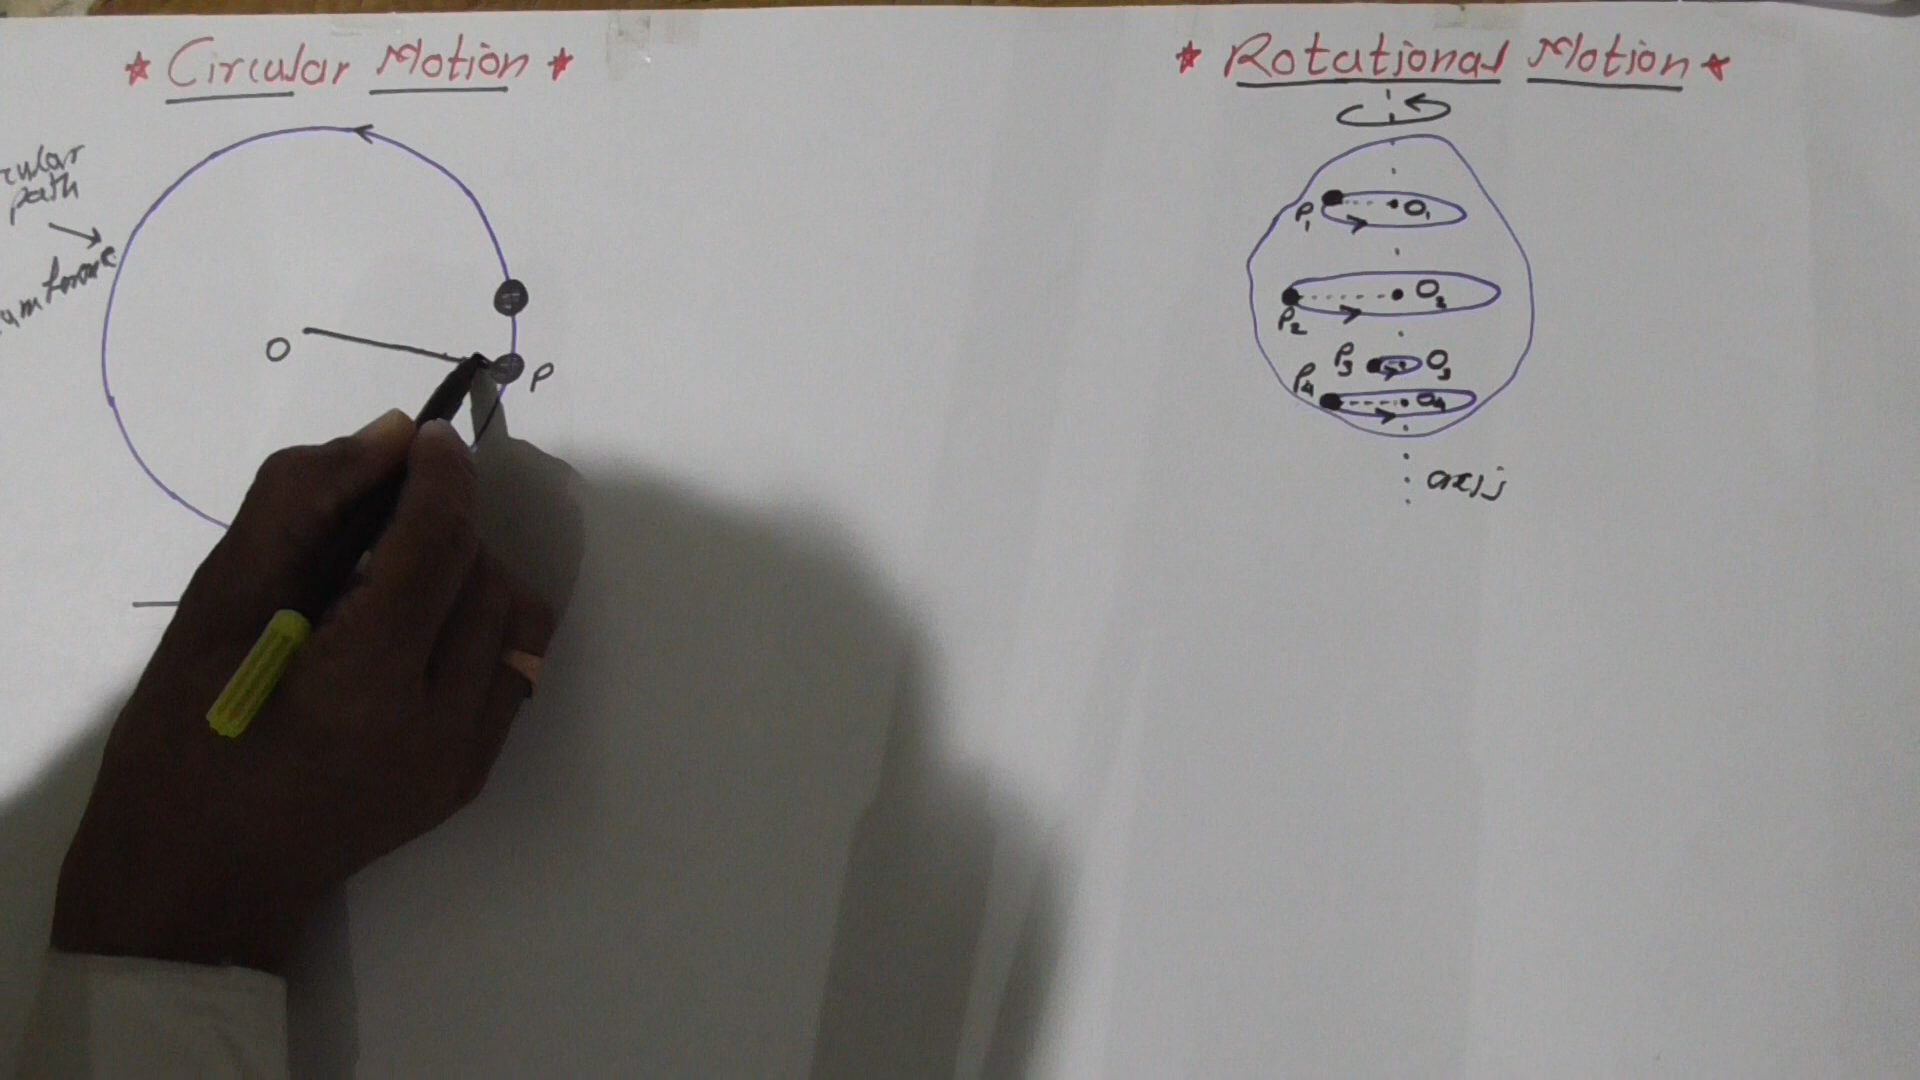 * Circular Motion *
path
O
P
* Rotational Motion *
P1
O1
P2
O2
P3
O3
P4
O4
axis